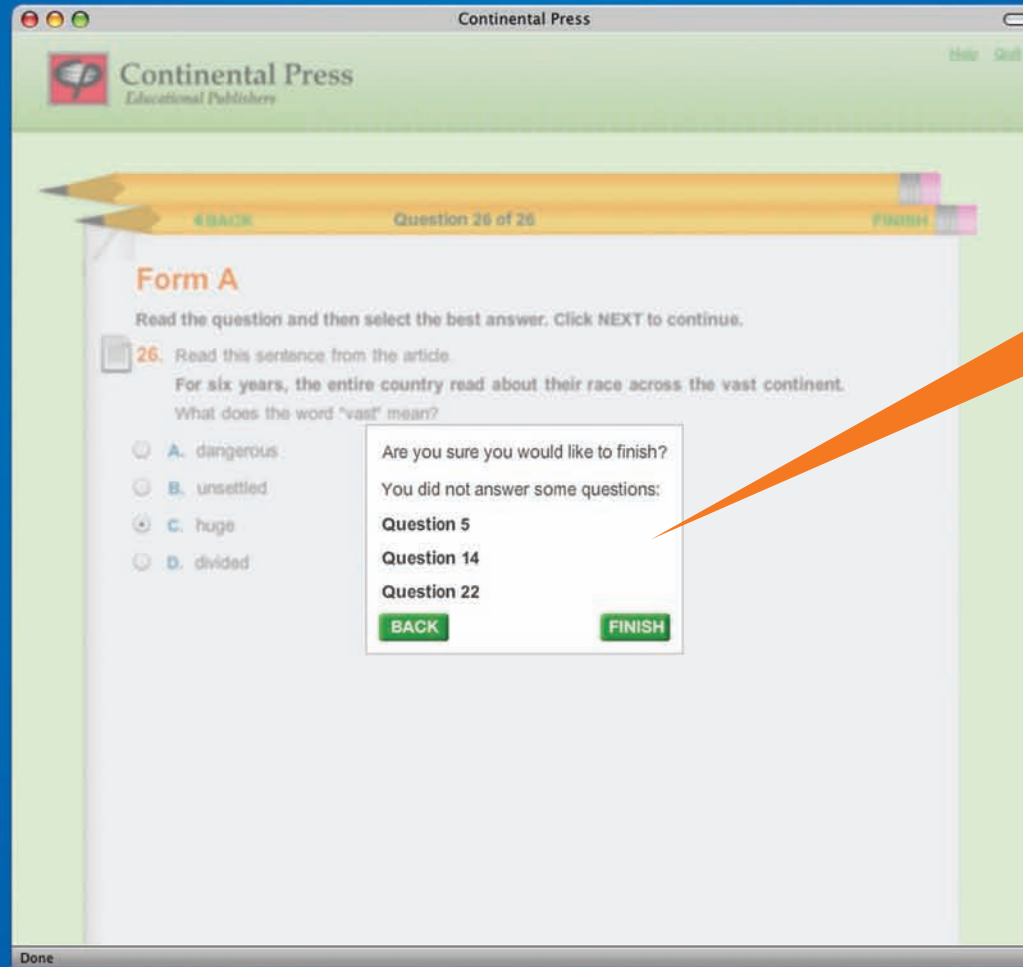 Continental Press
Help Quit
Continental Press
Educational Publishers
BACK Question 26 of 26 FINISH
Form A
Read the question and then select the best answer. Click NEXT to continue.
26. Read this sentence from the article.
For six years, the entire country read about their race across the vast continent.
What does the word "vast" mean?
A. dangerous
B. unsettled
C. huge
D. divided
Are you sure you would like to finish?
You did not answer some questions:
Question 5
Question 14
Question 22
BACK FINISH
Done